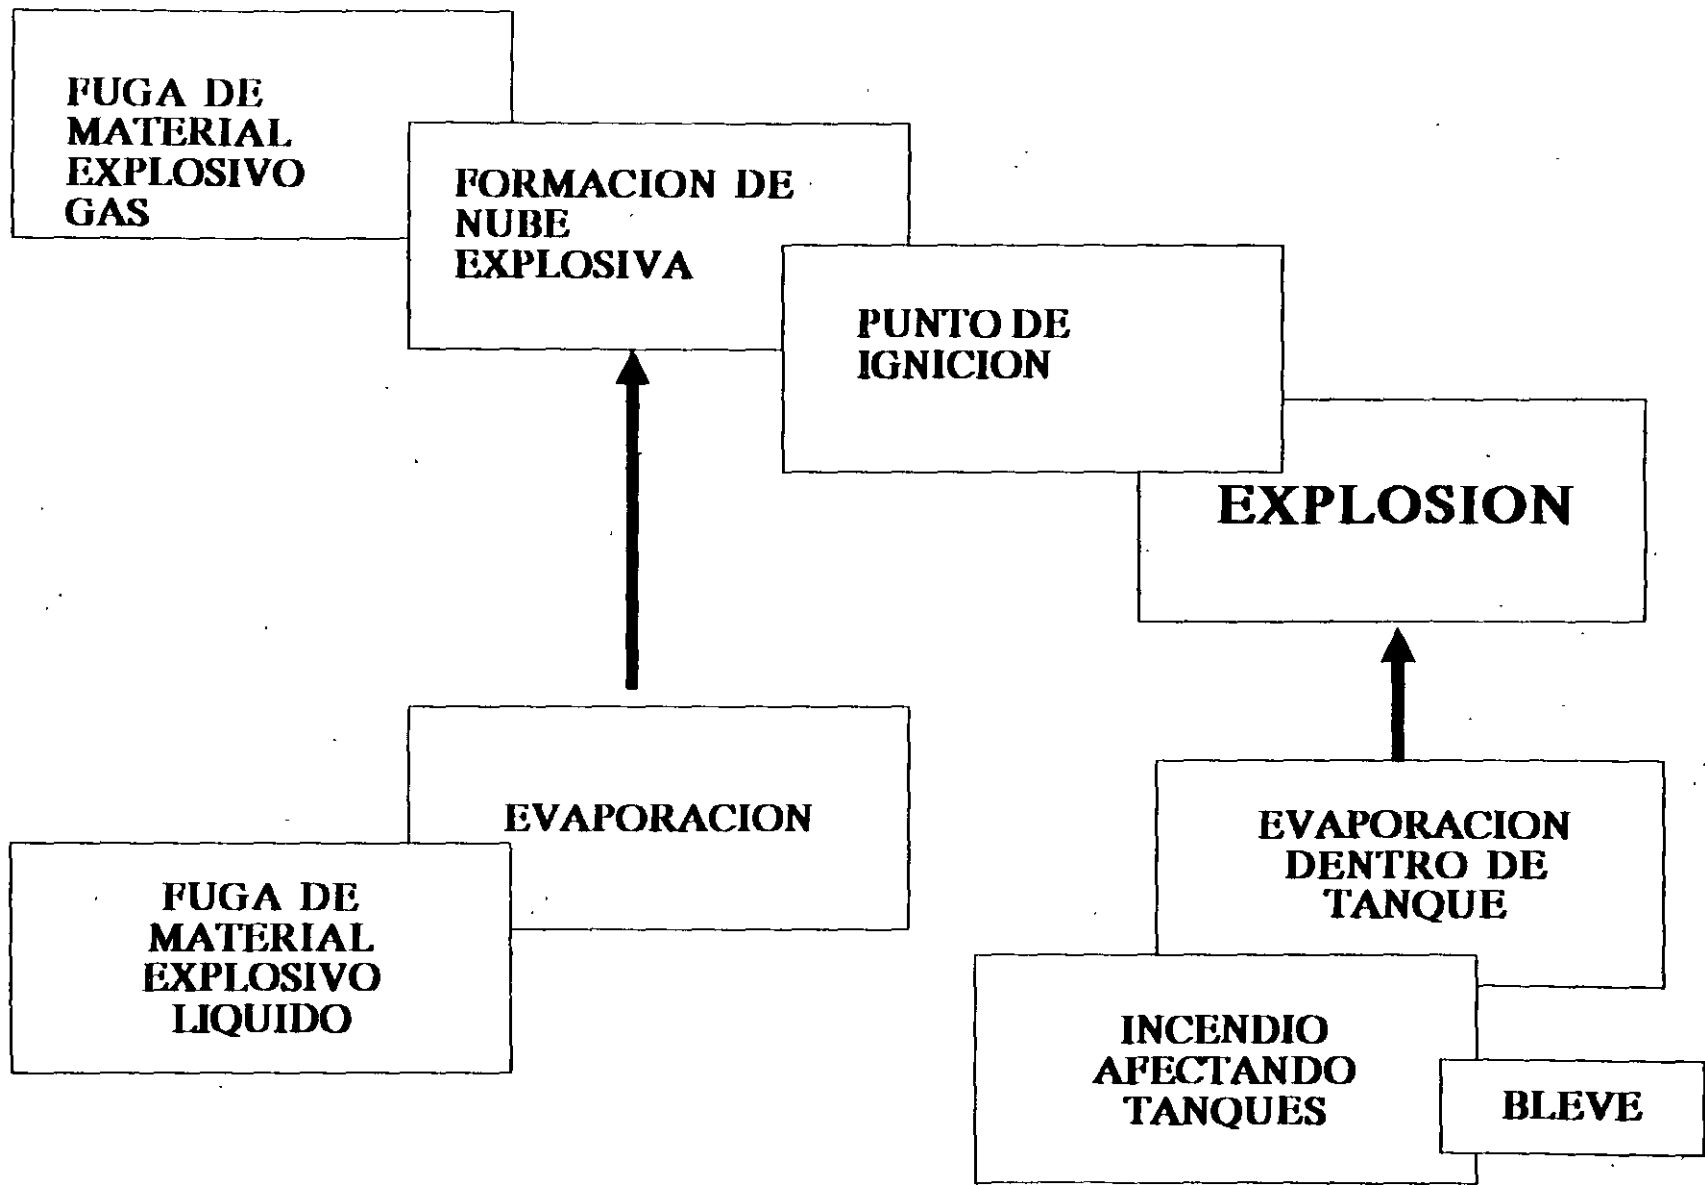 FUGA DE
MATERIAL
EXPLOSIVO
GAS
FORMACION DE
NUBE
EXPLOSIVA
PUNTO DE
IGNICION
EXPLOSION
EVAPORACION
FUGA DE
MATERIAL
EXPLOSIVO
LIQUIDO
EVAPORACION
DENTRO DE
TANQUE
INCENDIO
AFECTANDO
TANQUES
BLEVE